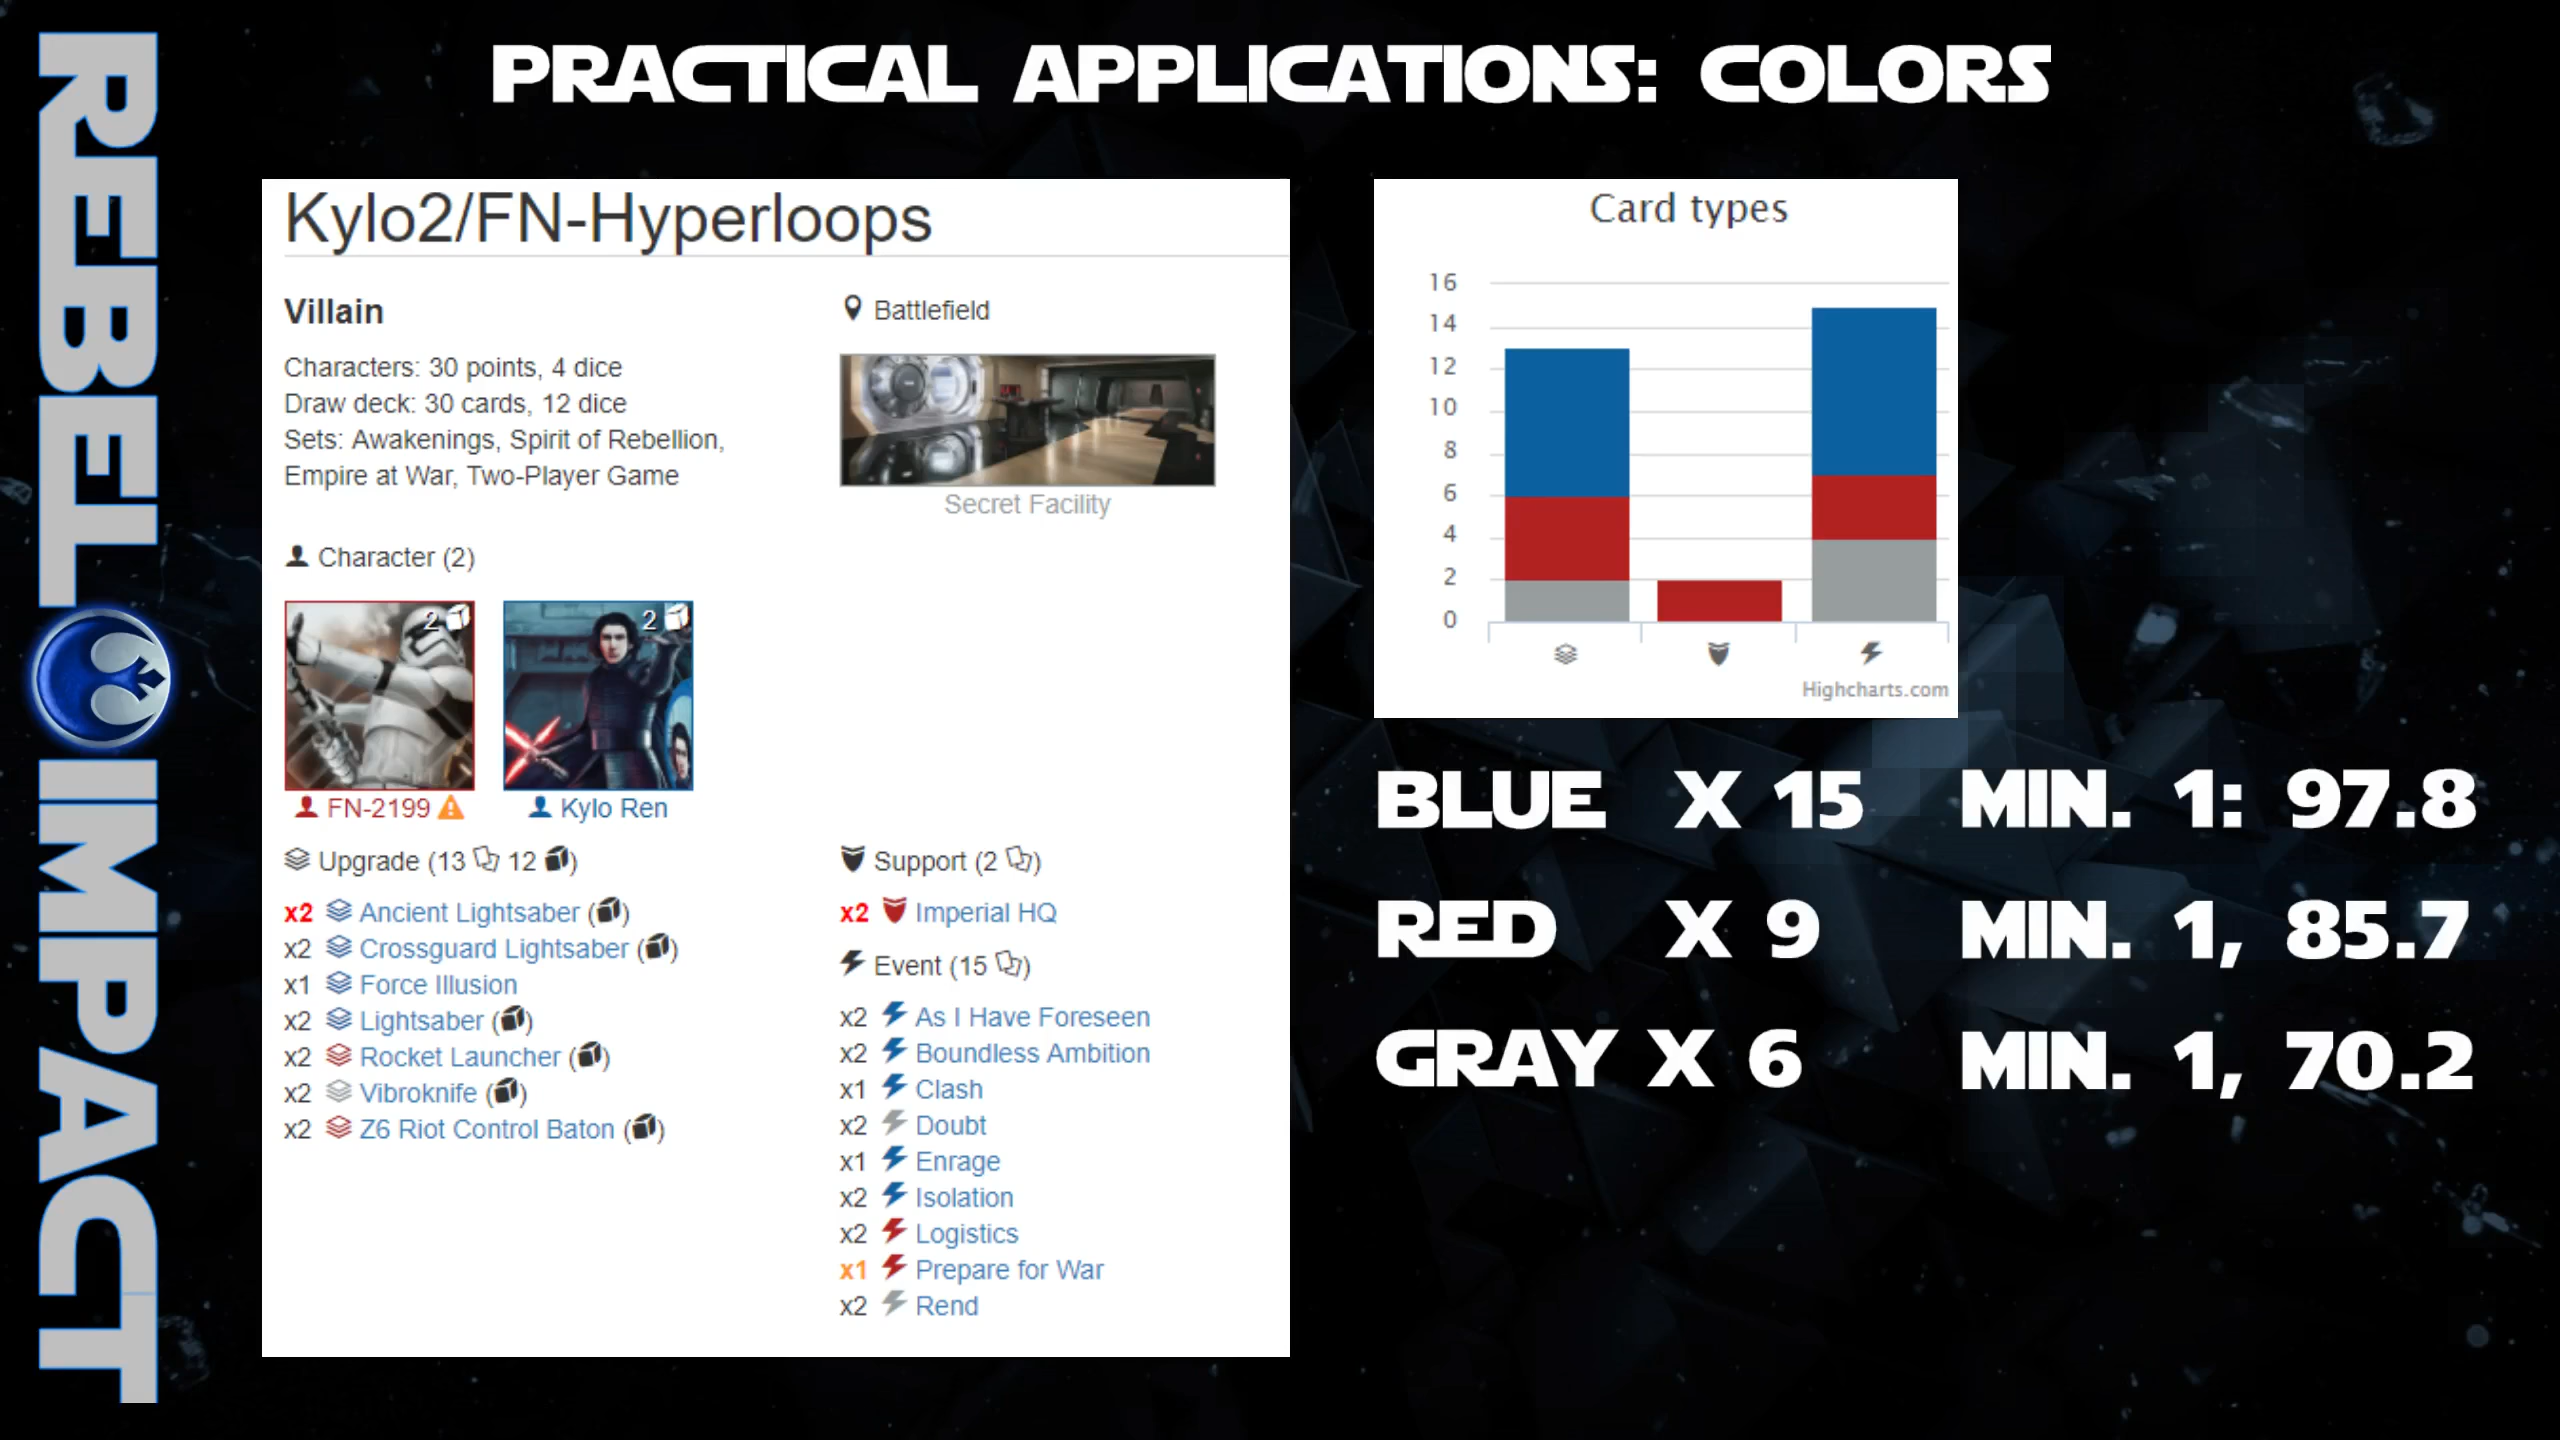 REBEL IMPACT
PRACTICAL APPLICATIONS: COLORS
Kylo2/FN-Hyperloops
Villain
Characters: 30 points, 4 dice
Draw deck: 30 cards, 12 dice
Sets: Awakenings, Spirit of Rebellion,
Empire at War, Two-Player Game
Battlefield
Secret Facility
Character (2)
2
2
FN-2199
Kylo Ren
Upgrade (13 12 )
x2 Ancient Lightsaber ( )
x2 Crossguard Lightsaber ( )
x1 Force Illusion
x2 Lightsaber ( )
x2 Rocket Launcher ( )
x2 Vibroknife ( )
x2 Z6 Riot Control Baton ( )
Support (2 )
x2 Imperial HQ
Event (15 )
x2 As I Have Foreseen
x2 Boundless Ambition
x1 Clash
x2 Doubt
x1 Enrage
x2 Isolation
x2 Logistics
x1 Prepare for War
x2 Rend
Card types
16
14
12
10
8
6
4
2
0
Highcharts.com
BLUE X 15 MIN. 1: 97.8
RED X 9 MIN. 1, 85.7
GRAY X 6 MIN. 1, 70.2